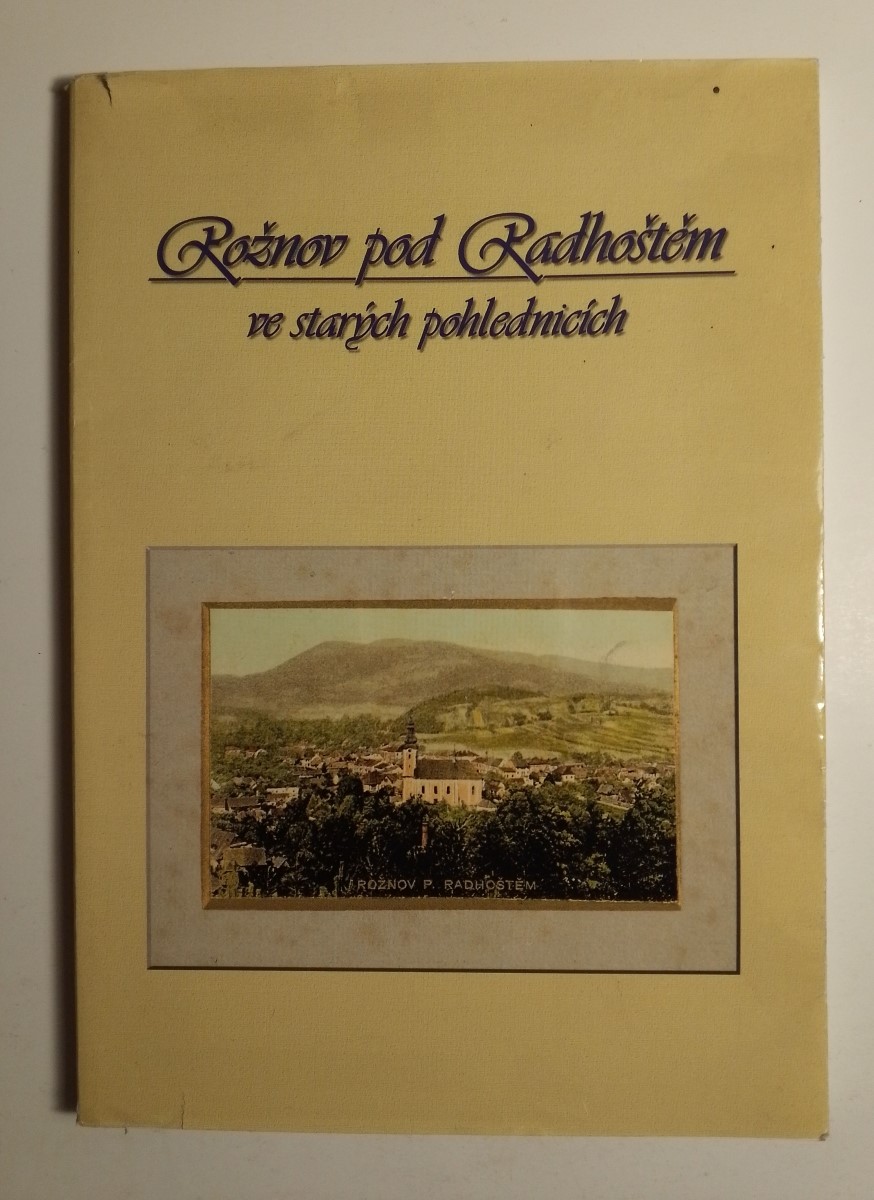 Rožnov pod Radhoštěm
ve starých pohlednicích
ROŽNOV P. RADHOŠTĚM